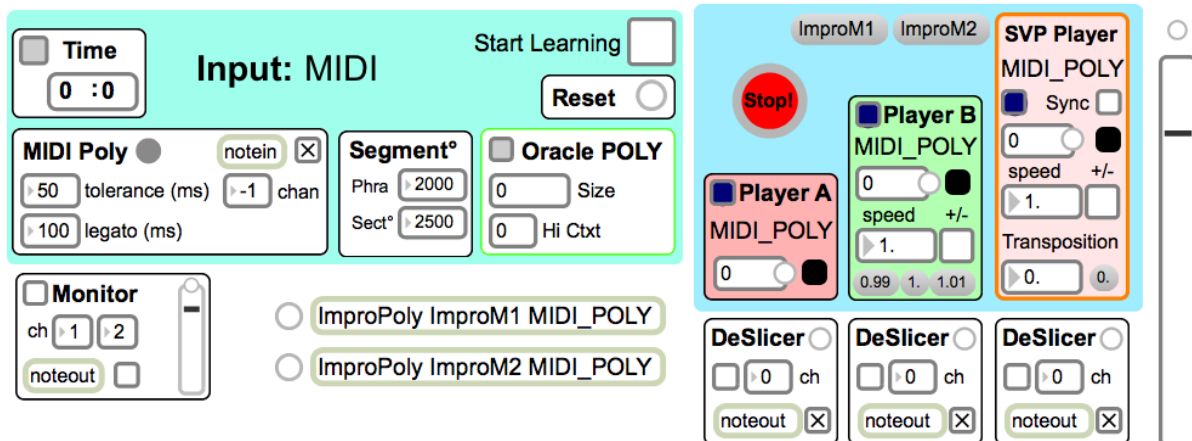 Time
0 :0
Input: MIDI
Start Learning
Reset
MIDI Poly
notein
50 tolerance (ms)
-1 chan
100 legato (ms)
Segment°
Phra 2000
Sect° 2500
Oracle POLY
0 Size
0 Hi Ctxt
Monitor
ch 1 2
noteout
ImproPoly ImproM1 MIDI_POLY
ImproPoly ImproM2 MIDI_POLY
ImproM1 ImproM2
Stop!
Player A
MIDI_POLY
0
Player B
MIDI_POLY
0
speed +/-
1.
0.99 1. 1.01
SVP Player
MIDI_POLY
Sync
0
speed +/-
1.
Transposition
0. 0.
DeSlicer
0 ch
noteout
DeSlicer
0 ch
noteout
DeSlicer
0 ch
noteout